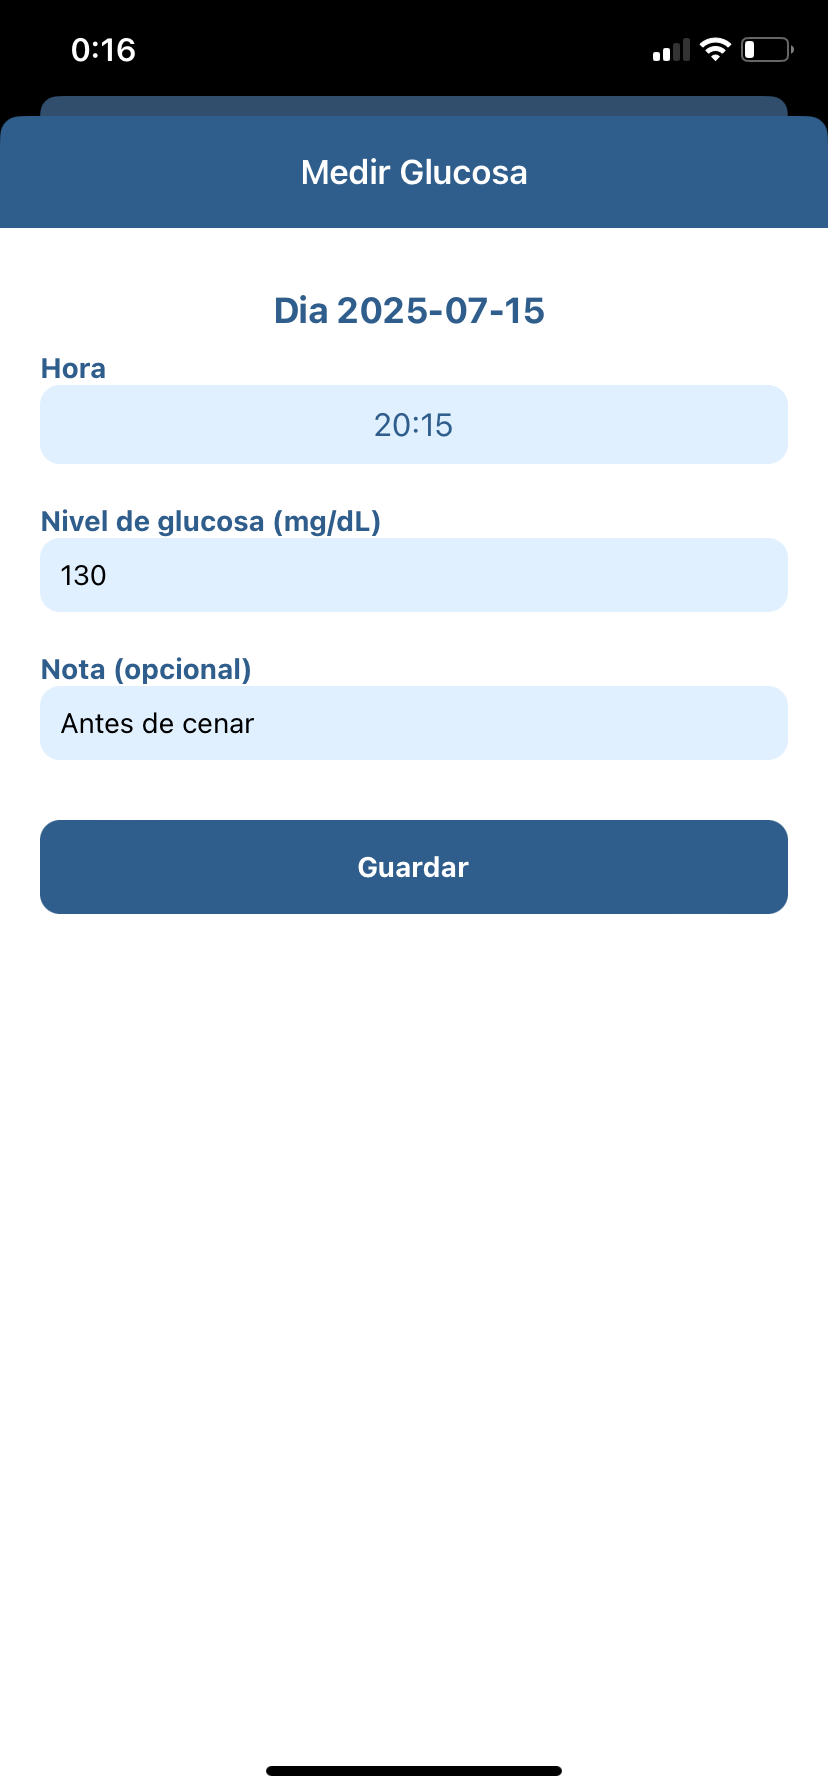 0:16
Medir Glucosa
Dia 2025-07-15
Hora
20:15
Nivel de glucosa (mg/dL)
130
Nota (opcional)
Antes de cenar
Guardar